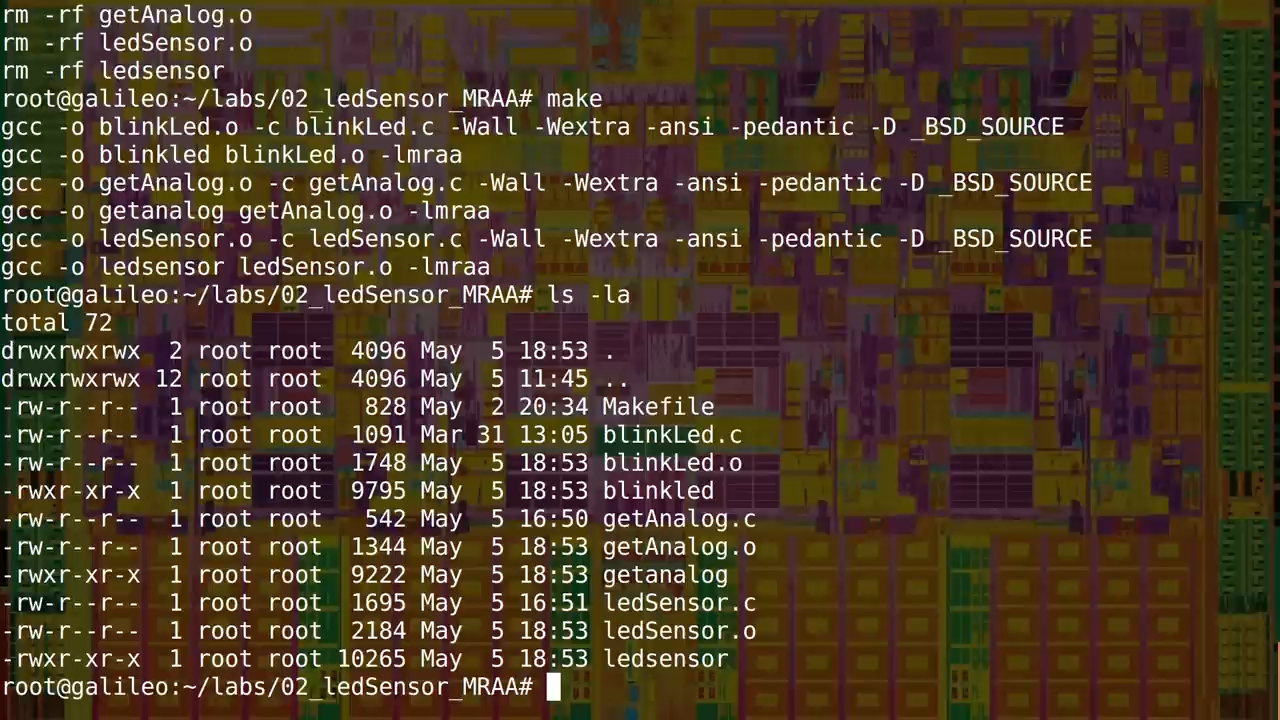 rm -rf getAnalog.o
rm -rf ledSensor.o
rm -rf ledsensor
root@galileo:~/labs/02_ledSensor_MRAA# make
gcc -o blinkLed.o -c blinkLed.c -Wall -Wextra -ansi -pedantic -D _BSD_SOURCE
gcc -o blinkled blinkLed.o -lmraa
gcc -o getAnalog.o -c getAnalog.c -Wall -Wextra -ansi -pedantic -D _BSD_SOURCE
gcc -o getanalog getAnalog.o -lmraa
gcc -o ledSensor.o -c ledSensor.c -Wall -Wextra -ansi -pedantic -D _BSD_SOURCE
gcc -o ledsensor ledSensor.o -lmraa
root@galileo:~/labs/02_ledSensor_MRAA# ls -la
total 72
drwxrwxrwx  2 root root  4096 May  5 18:53 .
drwxrwxrwx 12 root root  4096 May  5 11:45 ..
-rw-r--r--  1 root root   828 May  2 20:34 Makefile
-rw-r--r--  1 root root  1091 Mar 31 13:05 blinkLed.c
-rw-r--r--  1 root root  1748 May  5 18:53 blinkLed.o
-rwxr-xr-x  1 root root  9795 May  5 18:53 blinkled
-rw-r--r--  1 root root   542 May  5 16:50 getAnalog.c
-rw-r--r--  1 root root  1344 May  5 18:53 getAnalog.o
-rwxr-xr-x  1 root root  9222 May  5 18:53 getanalog
-rw-r--r--  1 root root  1695 May  5 16:51 ledSensor.c
-rw-r--r--  1 root root  2184 May  5 18:53 ledSensor.o
-rwxr-xr-x  1 root root 10265 May  5 18:53 ledsensor
root@galileo:~/labs/02_ledSensor_MRAA#